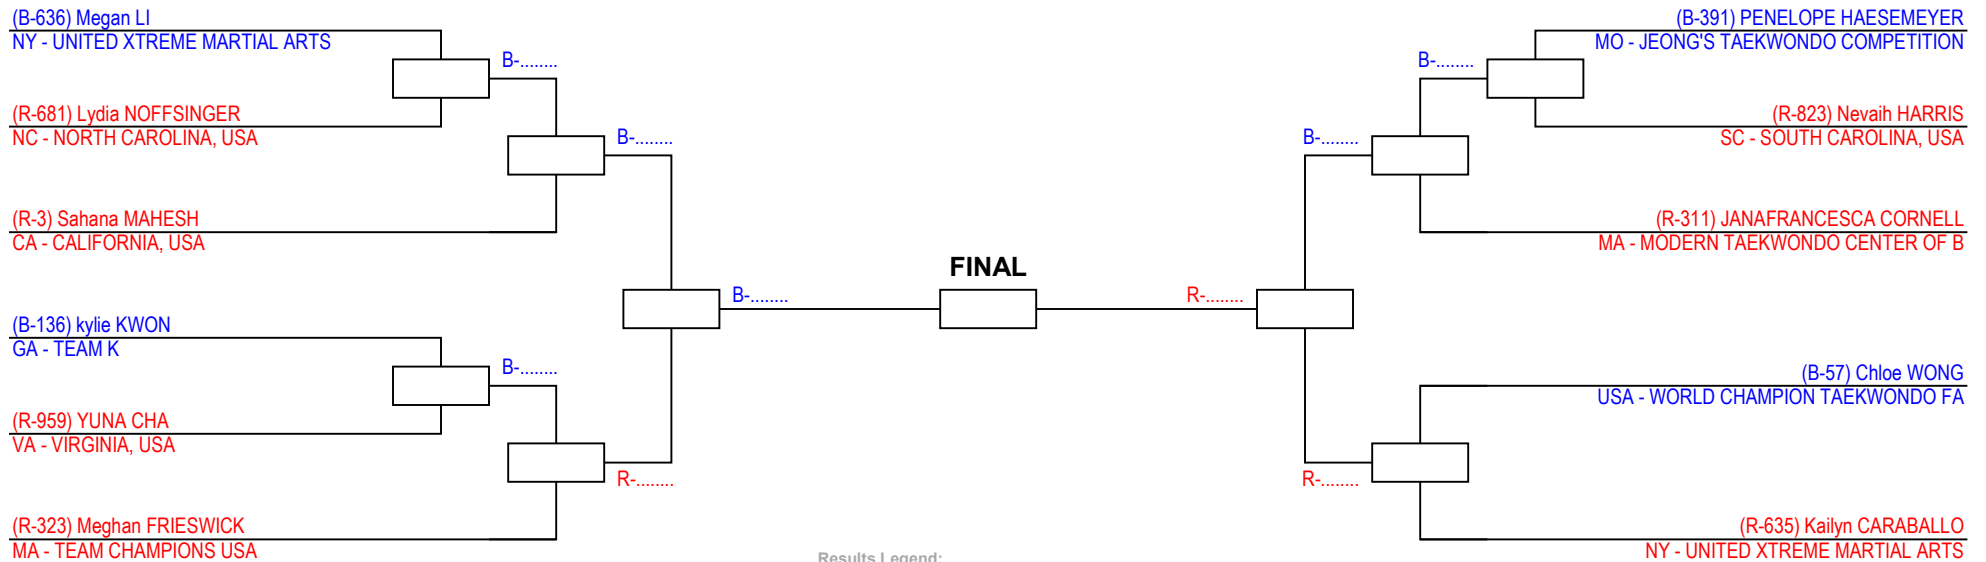 (B-636) Megan LI
NY - UNITED XTREME MARTIAL ARTS
B-........
(R-681) Lydia NOFFSINGER
NC - NORTH CAROLINA, USA
B-........
(R-3) Sahana MAHESH
CA - CALIFORNIA, USA
B-........
(B-136) kylie KWON
GA - TEAM K
B-........
(R-959) YUNA CHA
VA - VIRGINIA, USA
R-........
(R-323) Meghan FRIESWICK
MA - TEAM CHAMPIONS USA
FINAL
(B-391) PENELOPE HAESEMEYER
MO - JEONG'S TAEKWONDO COMPETITION
B-........
(R-823) Nevaih HARRIS
SC - SOUTH CAROLINA, USA
B-........
(R-311) JANAFRANCESCA CORNELL
MA - MODERN TAEKWONDO CENTER OF B
R-........
(B-57) Chloe WONG
USA - WORLD CHAMPION TAEKWONDO FA
R-........
(R-635) Kailyn CARABALLO
NY - UNITED XTREME MARTIAL ARTS
Results Legend: